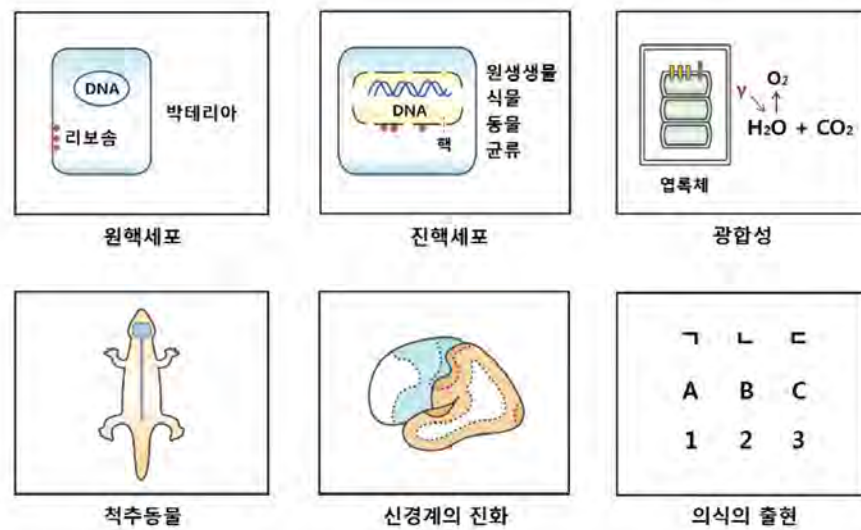 DNA
리보솜
박테리아
원핵세포
DNA
핵
원생생물
식물
동물
균류
진핵세포
γ
O₂
H₂O + CO₂
엽록체
광합성
척추동물
신경계의 진화
ㄱ ㄴ ㄷ
A B C
1 2 3
의식의 출현